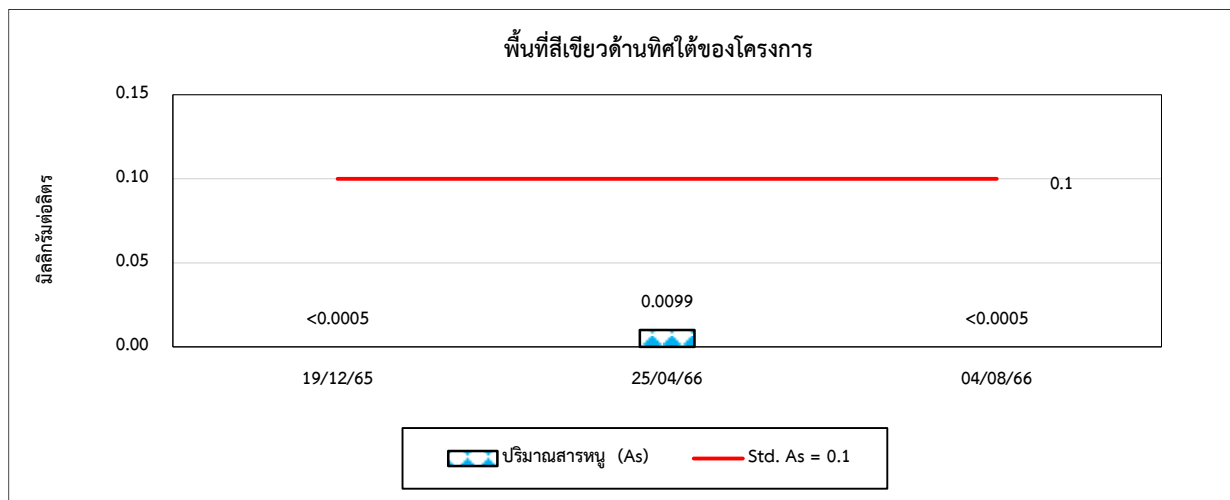 พื้นที่สีเขียวด้านทิศใต้ของโครงการ
0.15
0.10
0.05
0.00
มิลลิกรัมต่อลิตร
0.1
<0.0005
0.0099
<0.0005
19/12/65
25/04/66
04/08/66
ปริมาณสารหนู (As)
Std. As = 0.1